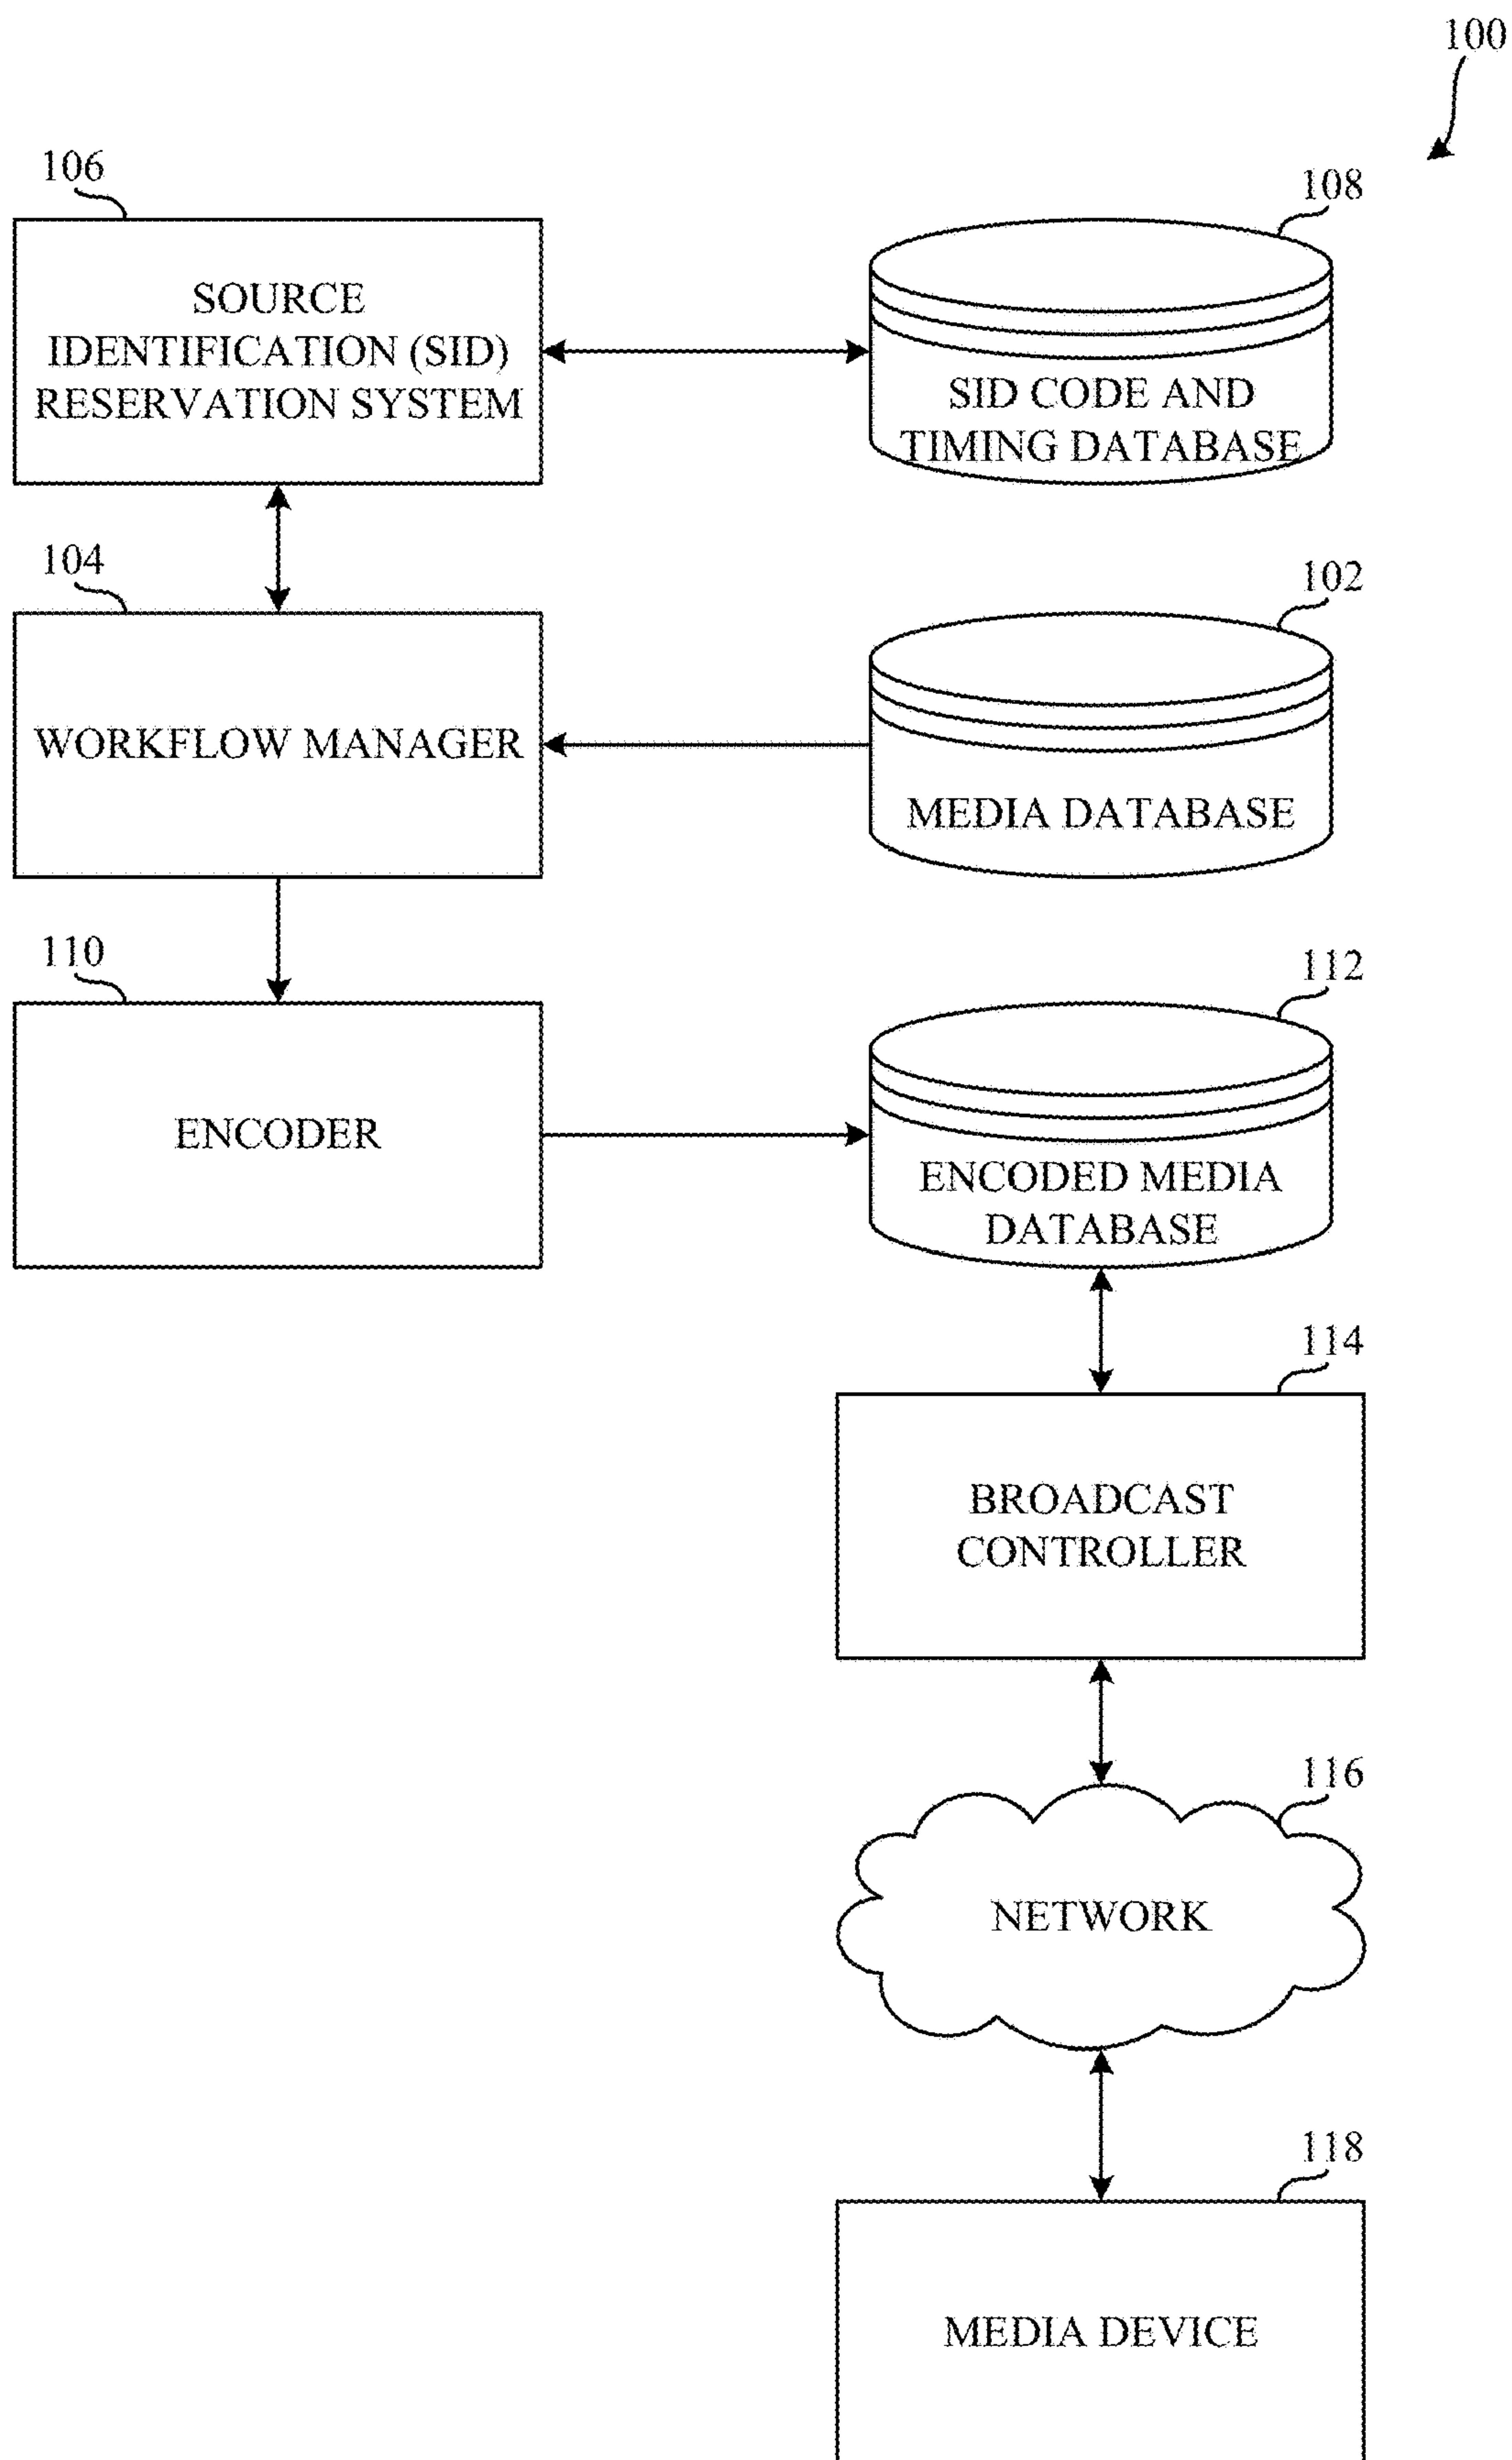 100
106
108
SOURCE
IDENTIFICATION (SID)
RESERVATION SYSTEM
SID CODE AND
TIMING DATABASE
104
102
WORKFLOW MANAGER
MEDIA DATABASE
110
112
ENCODER
ENCODED MEDIA
DATABASE
114
BROADCAST
CONTROLLER
116
NETWORK
118
MEDIA DEVICE